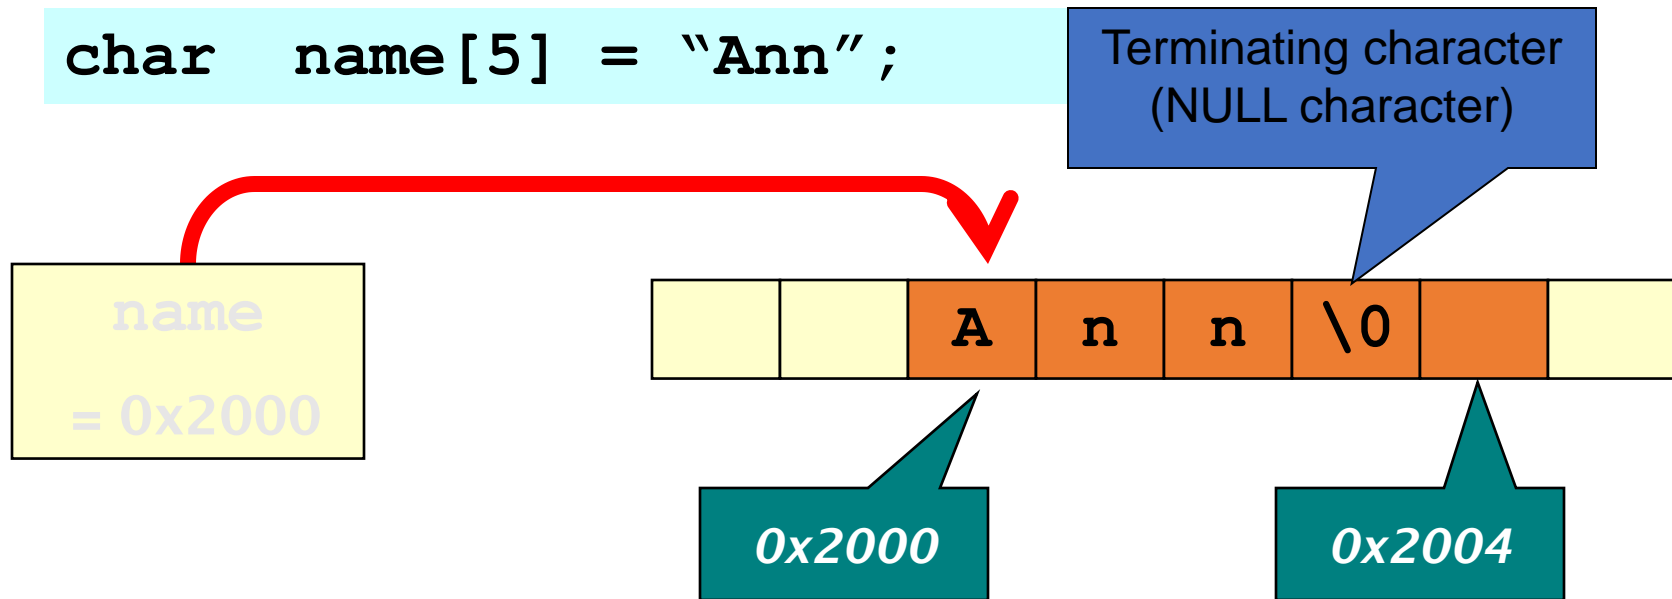 char name[5] = “Ann”;
Terminating character
(NULL character)
name
= 0x2000
A n n \0
0x2000
0x2004